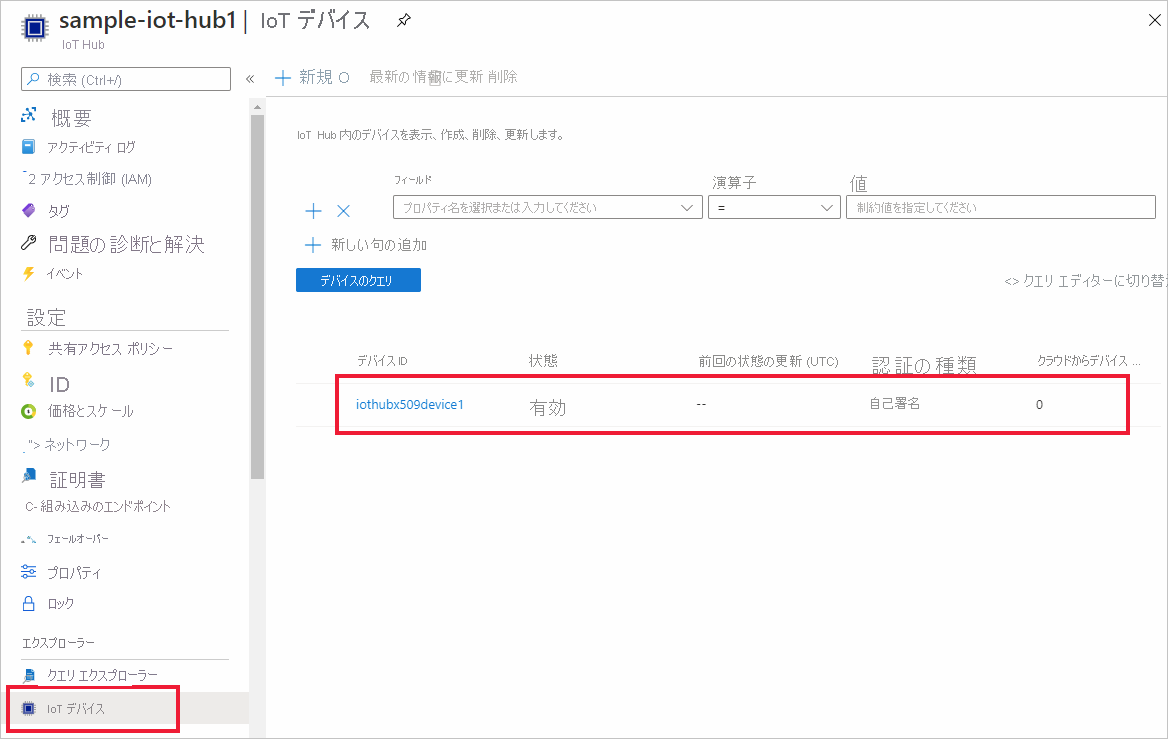 sample-iot-hub1 | IoT デバイス
IoT Hub
検索 (Ctrl+/)
«
概要
アクティビティ ログ
2 アクセス制御 (IAM)
タグ
問題の診断と解決
イベント
設定
共有アクセス ポリシー
ID
価格とスケール
"> ネットワーク
証明書
C- 組み込みのエンドポイント
フェールオーバー
プロパティ
ロック
エクスプローラー
クエリ エクスプローラー
IoT デバイス
+ 新規 最新の情報に更新 削除
IoT Hub 内のデバイスを表示、作成、削除、更新します。
フィールド 演算子 値
プロパティ名を選択または入力してください = 制約値を指定してください
+ 新しい句の追加
デバイスのクエリ
<> クエリ エディターに切り替
デバイス ID 状態 前回の状態の更新 (UTC) 認証の種類 クラウドからデバイス ...
iothubx509device1 有効 -- 自己署名 0